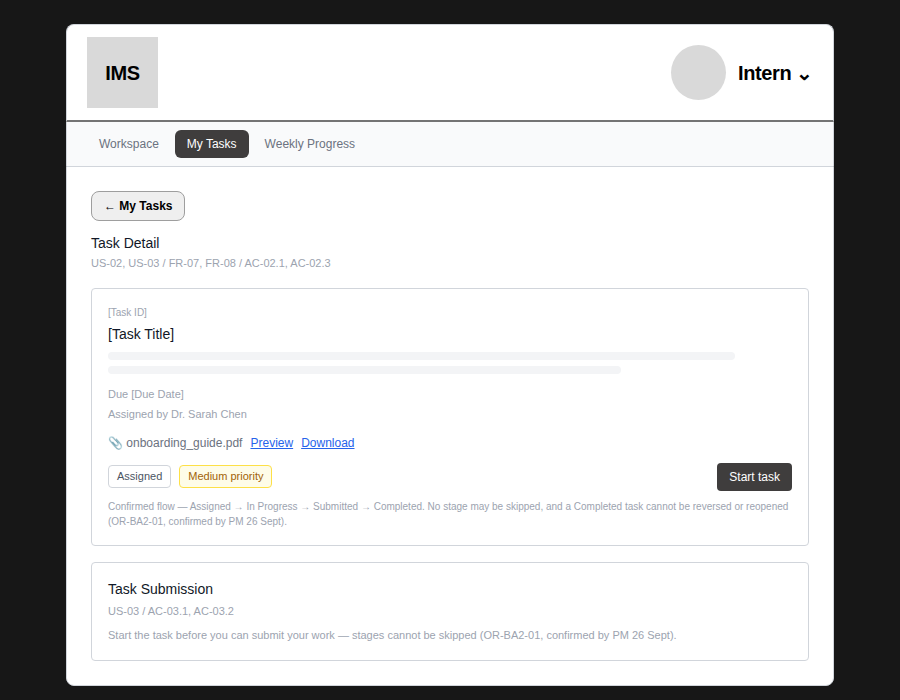 IMS
Intern
Workspace
My Tasks
Weekly Progress
← My Tasks
Task Detail
US-02, US-03 / FR-07, FR-08 / AC-02.1, AC-02.3
[Task ID]
[Task Title]
Due [Due Date]
Assigned by Dr. Sarah Chen
onboarding_guide.pdf Preview Download
Assigned
Medium priority
Start task
Confirmed flow — Assigned → In Progress → Submitted → Completed. No stage may be skipped, and a Completed task cannot be reversed or reopened
(OR-BA2-01, confirmed by PM 26 Sept).
Task Submission
US-03 / AC-03.1, AC-03.2
Start the task before you can submit your work — stages cannot be skipped (OR-BA2-01, confirmed by PM 26 Sept).